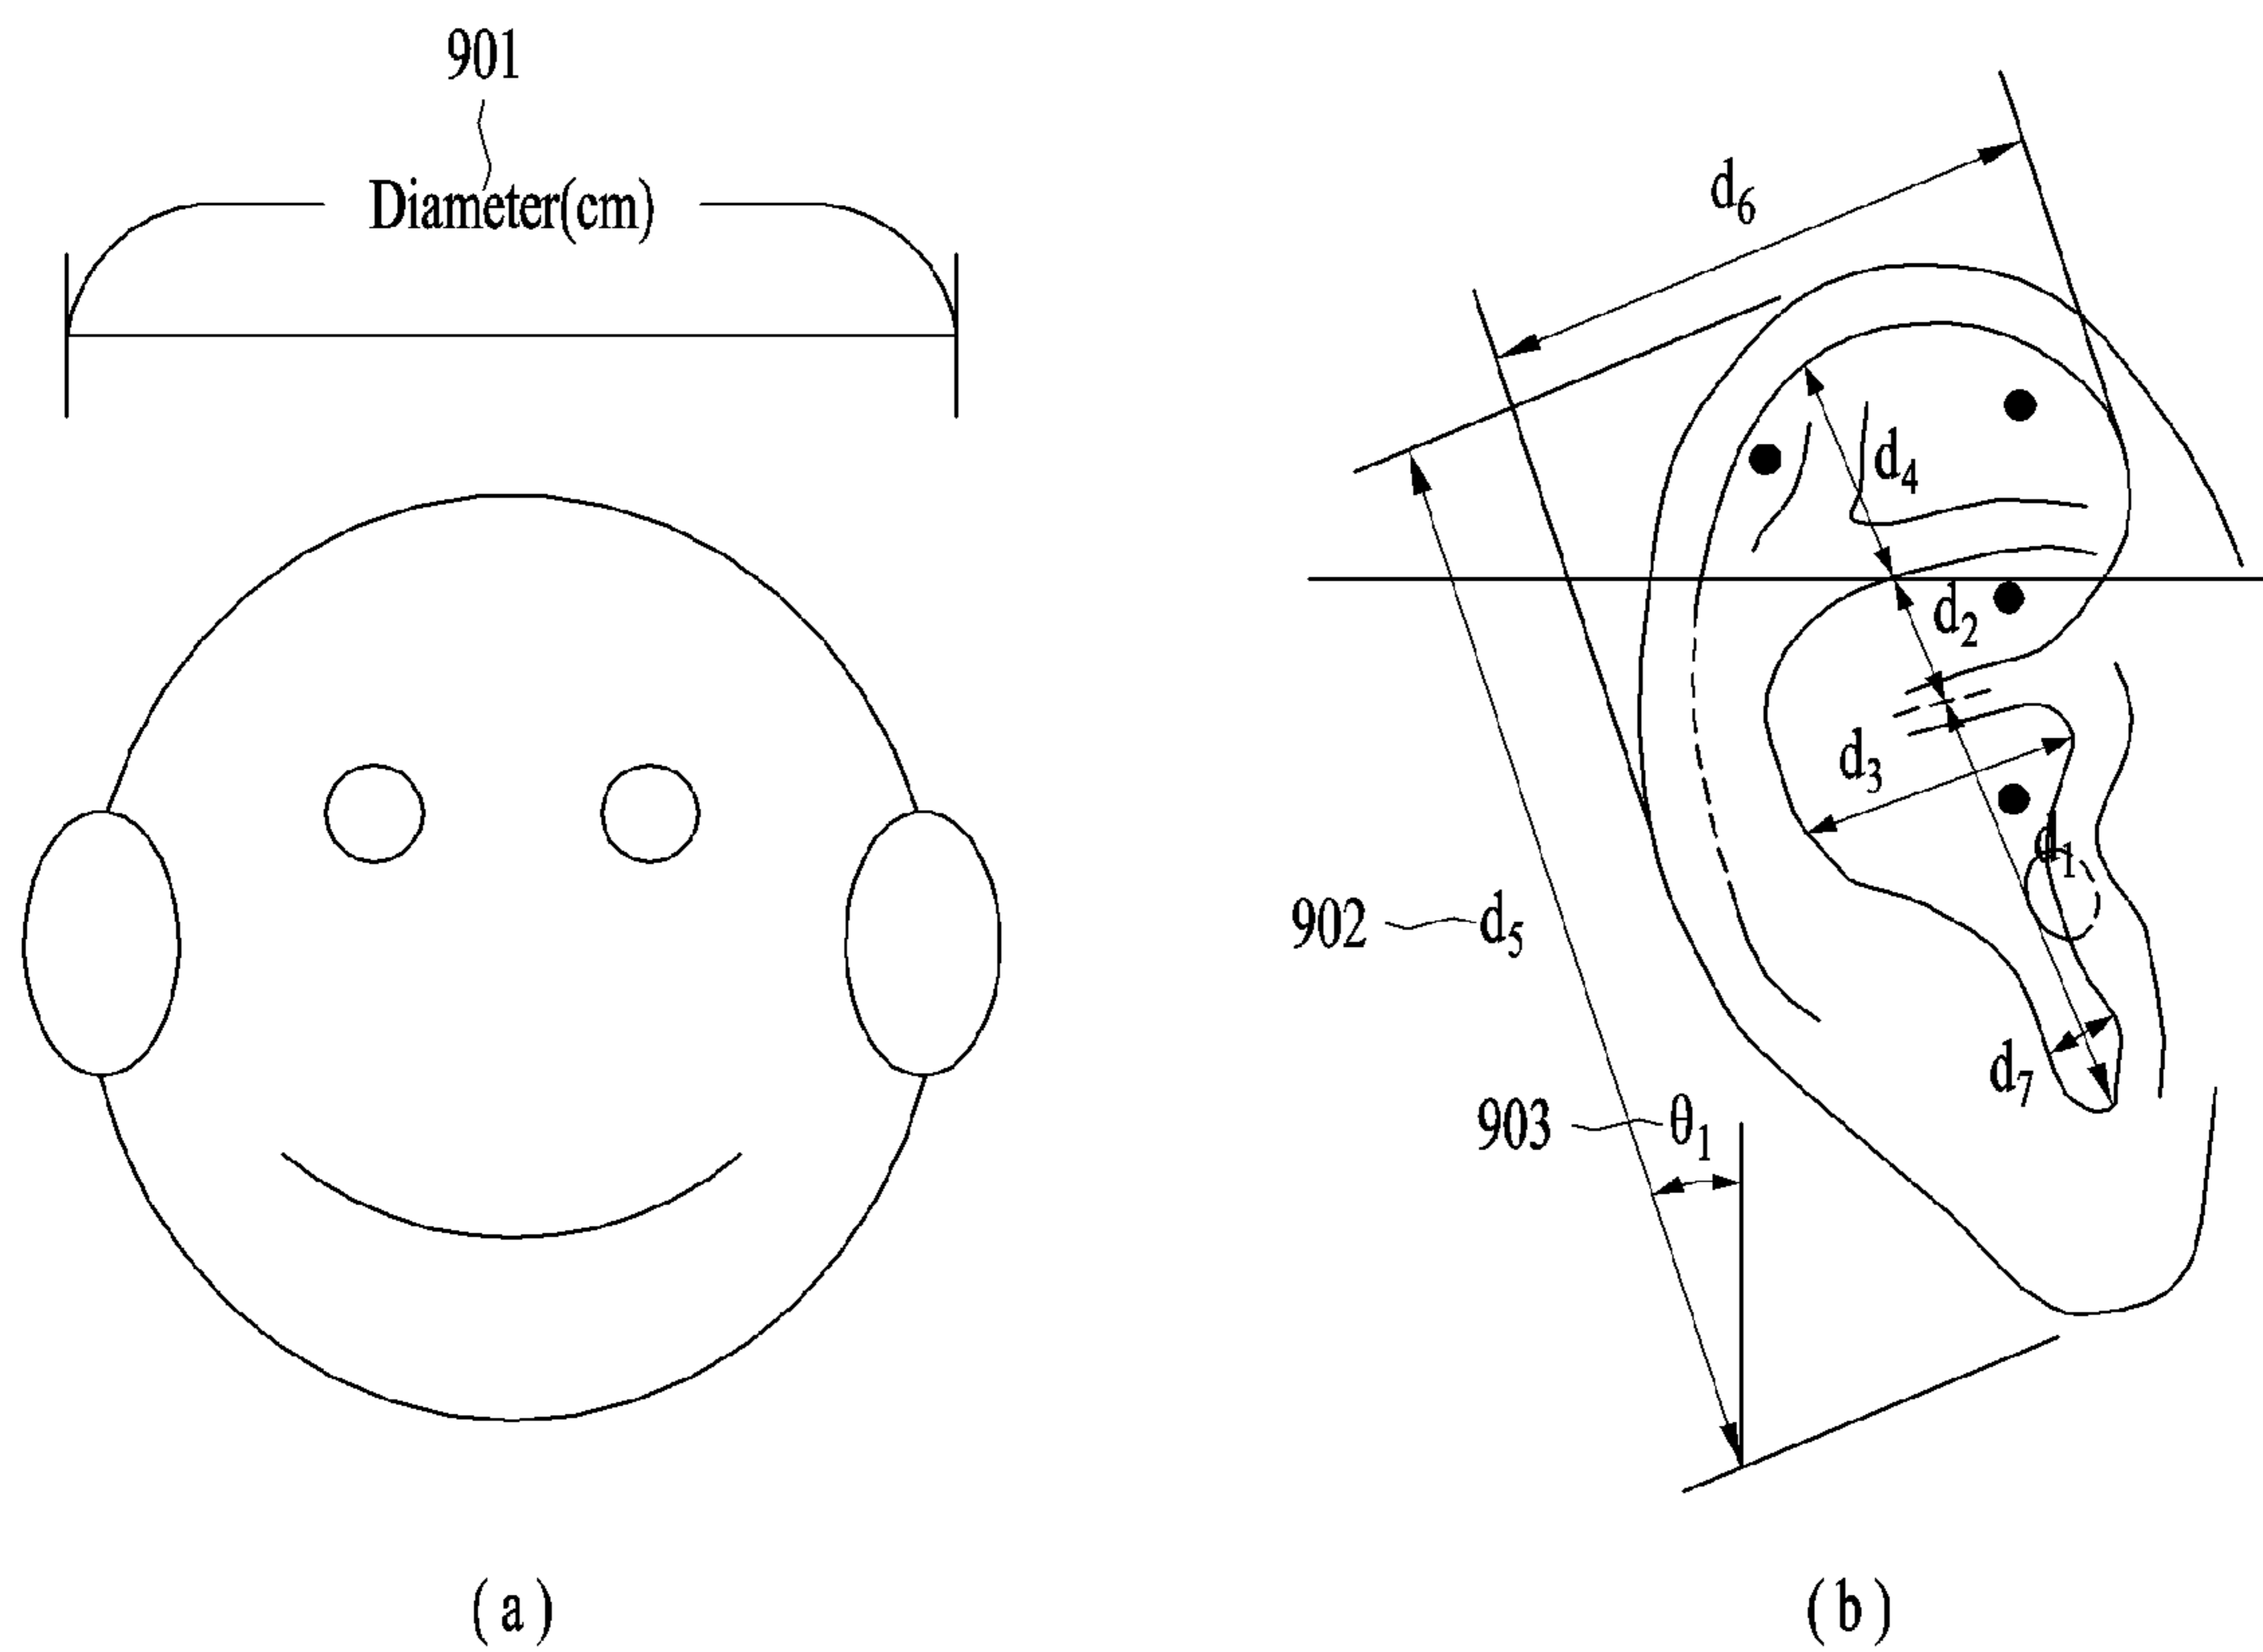 901
Diameter(cm)
d6
d4
d2
d3
d1
902 d5
d7
903 θ1
(a)
(b)